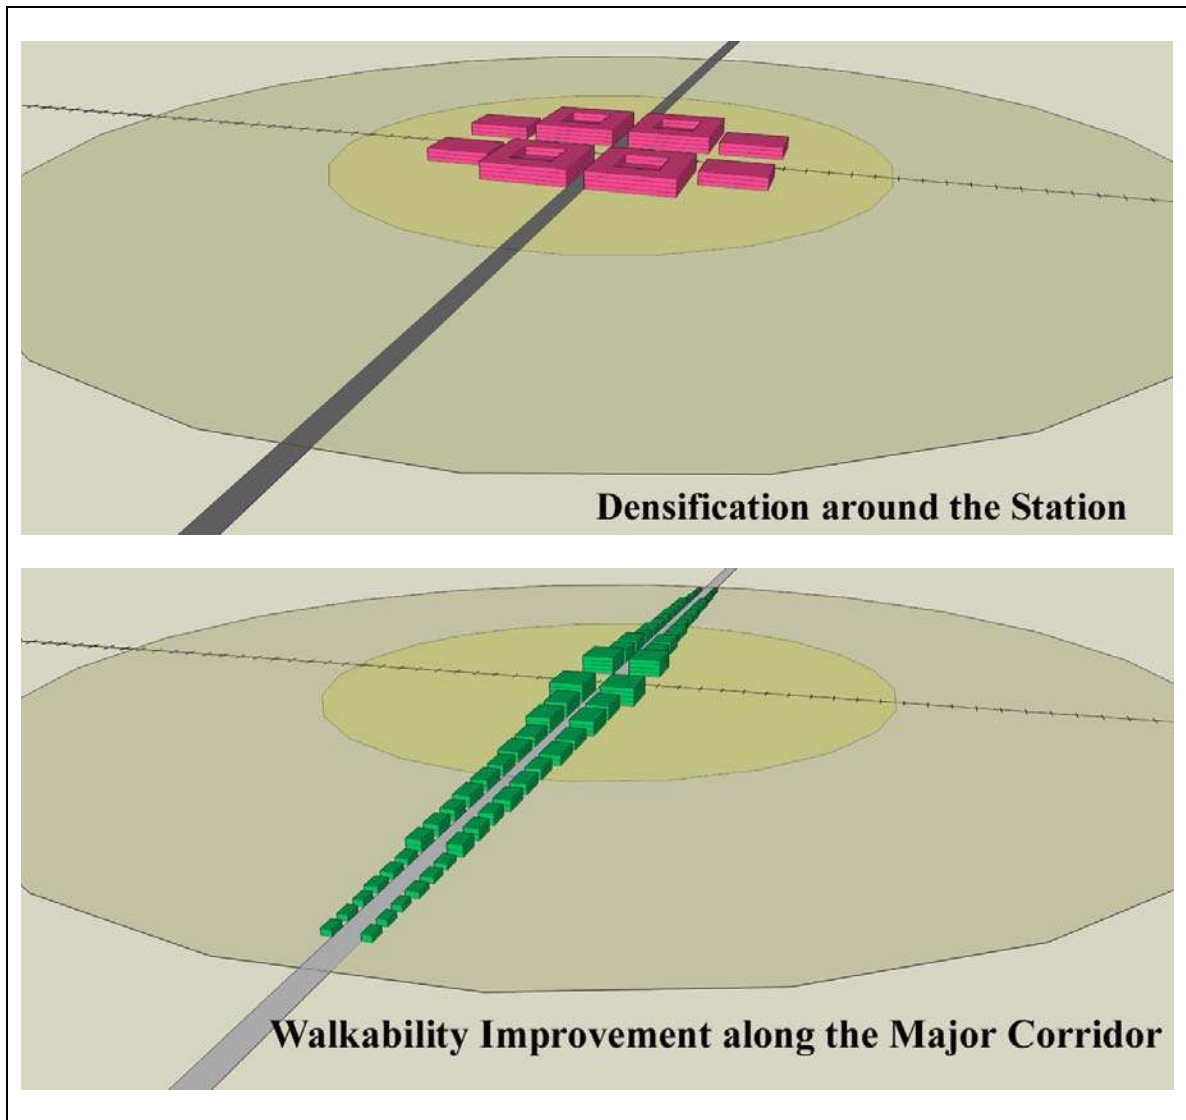 Densification around the Station
Walkability Improvement along the Major Corridor